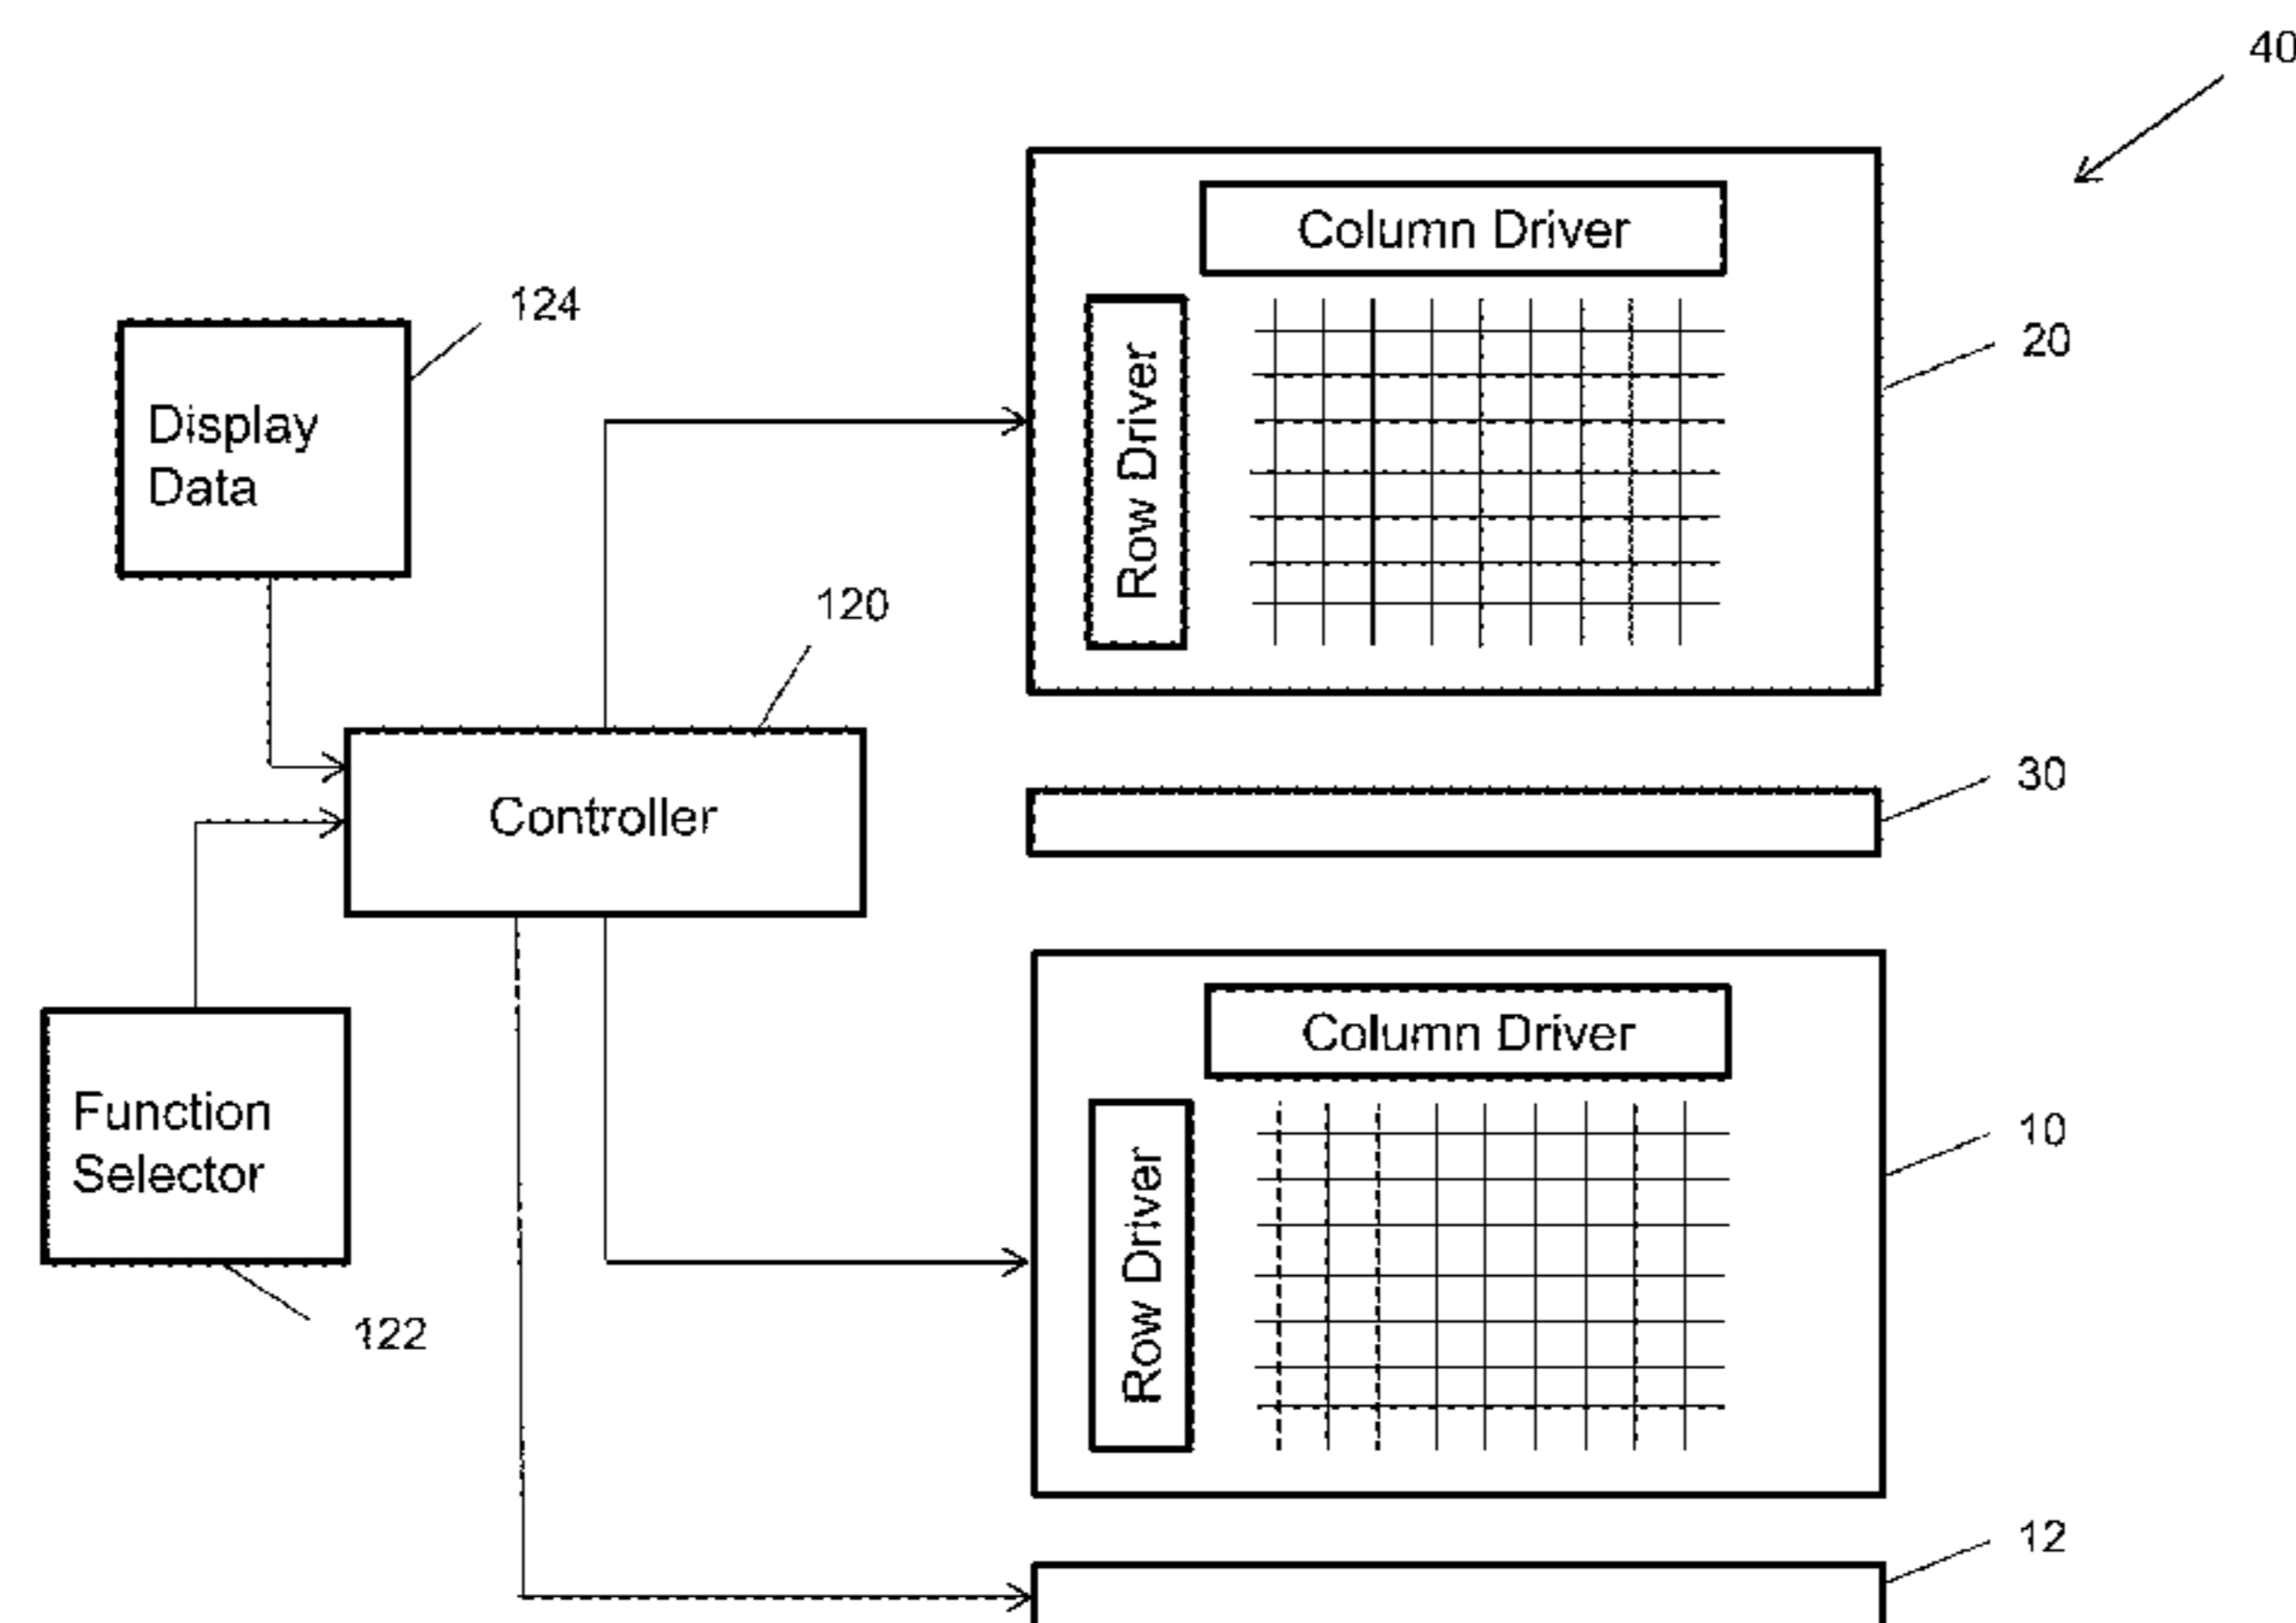 40
Column Driver
124
20
Display
Data
Row Driver
120
30
Controller
Column Driver
Function
Selector
10
Row Driver
122
12